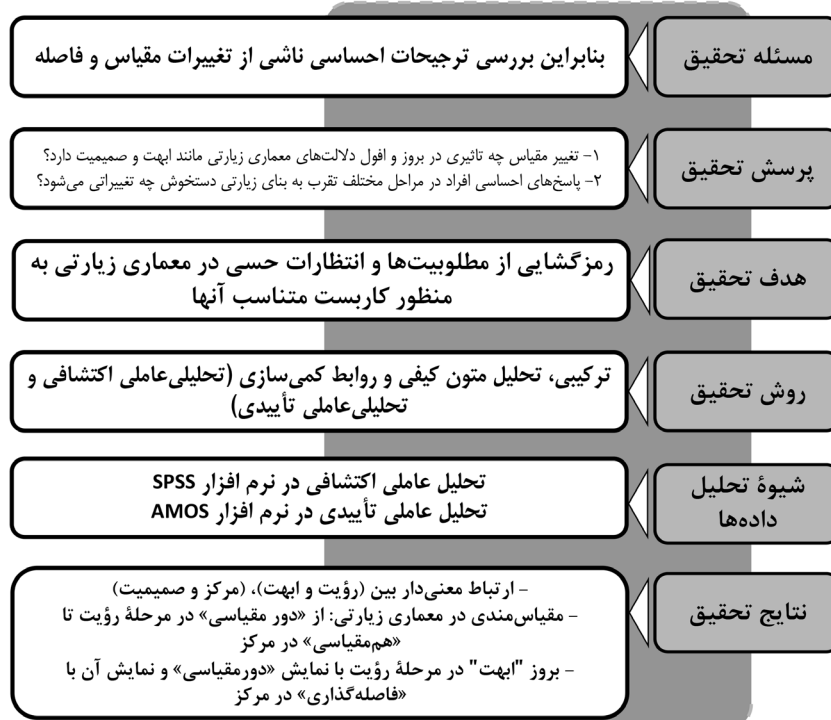 مسئله تحقیق
بنابراین بررسی ترجیحات احساسی ناشی از تغییرات مقیاس و فاصله
پرسش تحقیق
۱- تغییر مقیاس چه تاثیری در بروز و افول دلالت‌های معماری زیارتی مانند ابهت و صمیمیت دارد؟
۲- پاسخ‌های احساسی افراد در مراحل مختلف تقرب به بنای زیارتی دستخوش چه تغییراتی می‌شود؟
هدف تحقیق
رمزگشایی از مطلوبیت‌ها و انتظارات حسی در معماری زیارتی به
منظور کاربست متناسب آنها
روش تحقیق
ترکیبی، تحلیل متون کیفی و روابط کمی‌سازی (تحلیلی‌عاملی اکتشافی و
تحلیلی‌عاملی تأییدی)
شیوهٔ تحلیل
داده‌ها
تحلیل عاملی اکتشافی در نرم افزار SPSS
تحلیل عاملی تأییدی در نرم افزار AMOS
نتایج تحقیق
- ارتباط معنی‌دار بین (رؤیت و ابهت)، (مرکز و صمیمیت)
- مقیاس‌مندی در معماری زیارتی: از «دور مقیاسی» در مرحلهٔ رؤیت تا
«هم‌مقیاسی» در مرکز
- بروز "ابهت" در مرحلهٔ رؤیت با نمایش «دورمقیاسی» و نمایش آن با
«فاصله‌گذاری» در مرکز